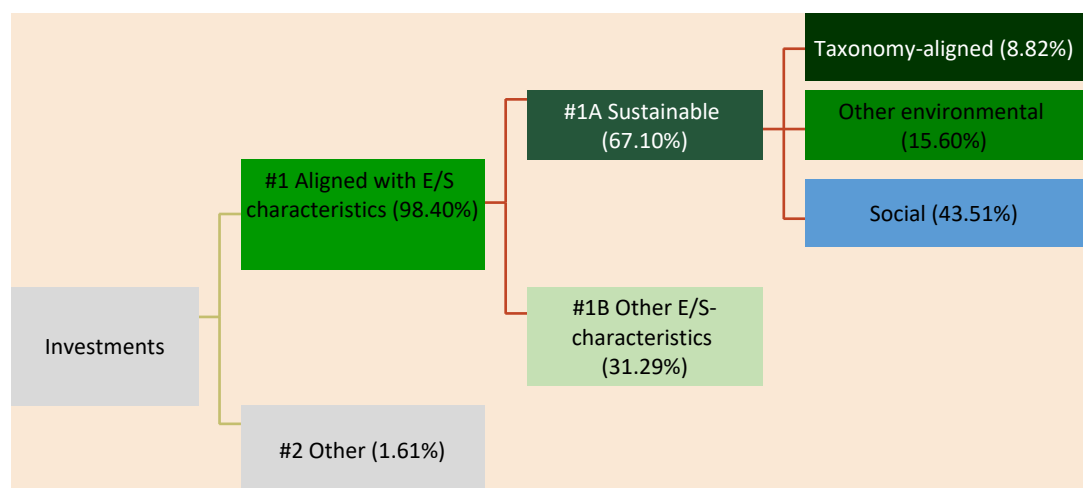 Investments
#1 Aligned with E/S
characteristics (98.40%)
#2 Other (1.61%)
#1A Sustainable
(67.10%)
#1B Other E/S-
characteristics
(31.29%)
Taxonomy-aligned (8.82%)
Other environmental
(15.60%)
Social (43.51%)